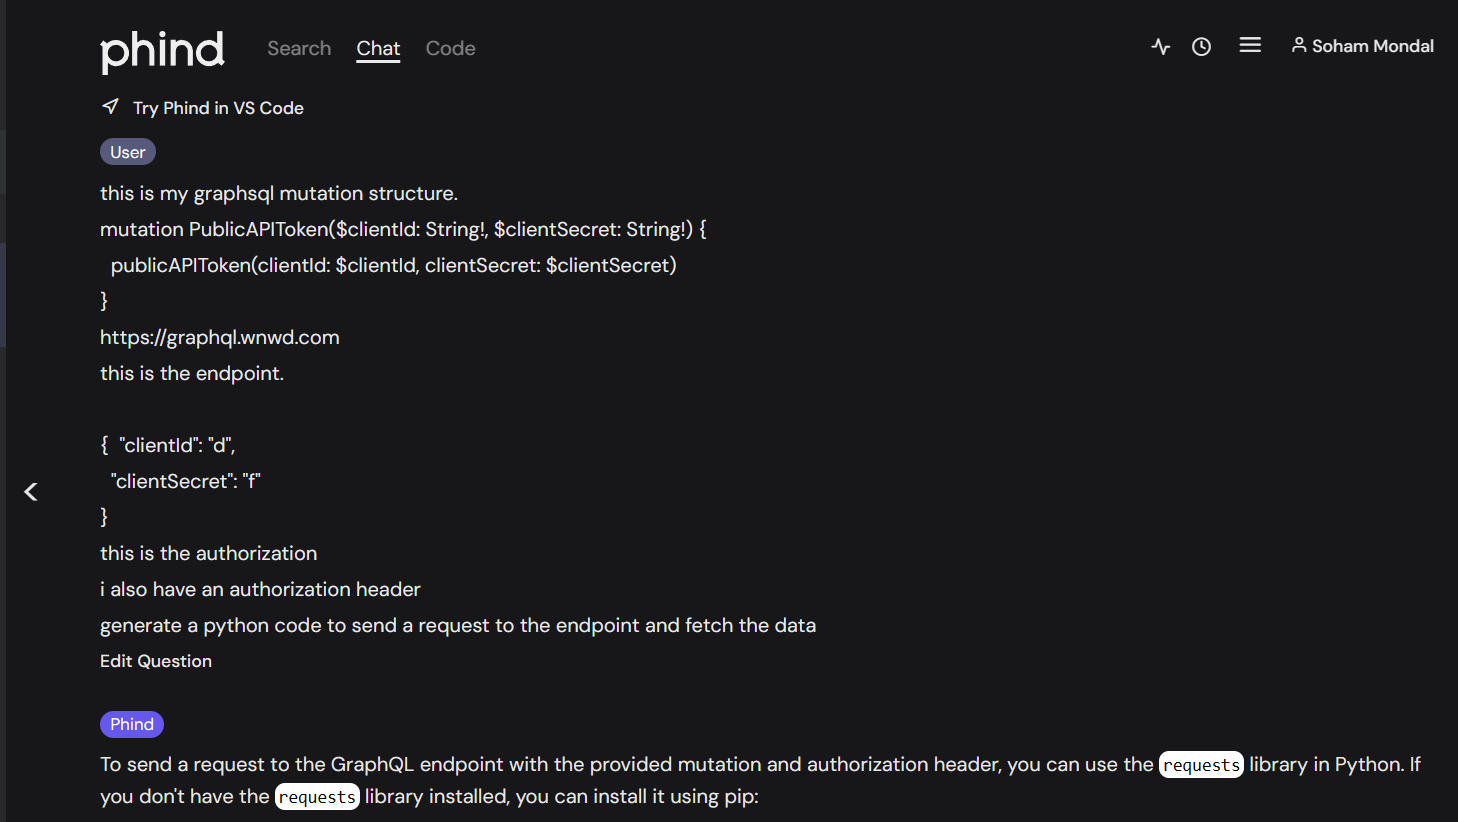 phind Search Chat Code Soham Mondal
Try Phind in VS Code
User
this is my graphsql mutation structure.
mutation PublicAPIToken($clientId: String!, $clientSecret: String!) {
publicAPIToken(clientId: $clientId, clientSecret: $clientSecret)
}
https://graphql.wnwd.com
this is the endpoint.
{ "clientId": "d",
"clientSecret": "f"
}
this is the authorization
i also have an authorization header
generate a python code to send a request to the endpoint and fetch the data
Edit Question
Phind
To send a request to the GraphQL endpoint with the provided mutation and authorization header, you can use the requests library in Python. If
you don't have the requests library installed, you can install it using pip: